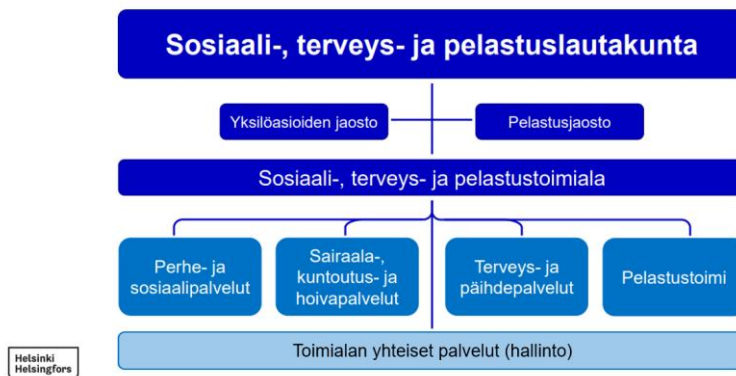 Sosiaali-, terveys- ja pelastuslautakunta
Yksilöasioiden jaosto
Pelastusjaosto
Sosiaali-, terveys- ja pelastustoimiala
Perhe- ja
sosiaalipalvelut
Sairaala-,
kuntoutus- ja
hoivapalvelut
Terveys- ja
päihdepalvelut
Pelastustoimi
Toimialan yhteiset palvelut (hallinto)
Helsinki
Helsingfors